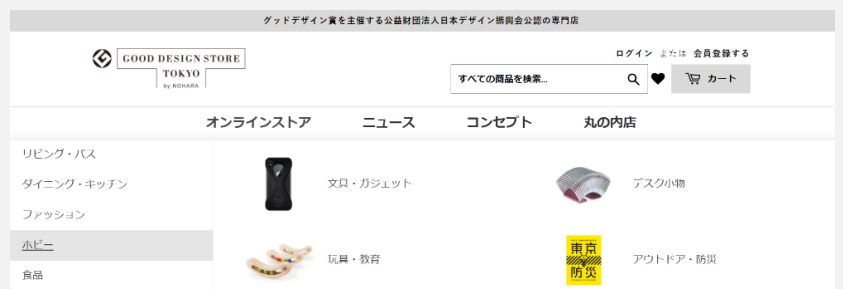 グッドデザイン賞を主催する公益財団法人日本デザイン振興会公認の専門店
ログイン または 会員登録する
GOOD DESIGN STORE
TOKYO
by NOHARA
すべての商品を検索...
カート
オンラインストア ニュース コンセプト 丸の内店
リビング・バス
ダイニング・キッチン
ファッション
ホビー
食品
文具・ガジェット
デスク小物
玩具・教育
東京
防災
アウトドア・防災